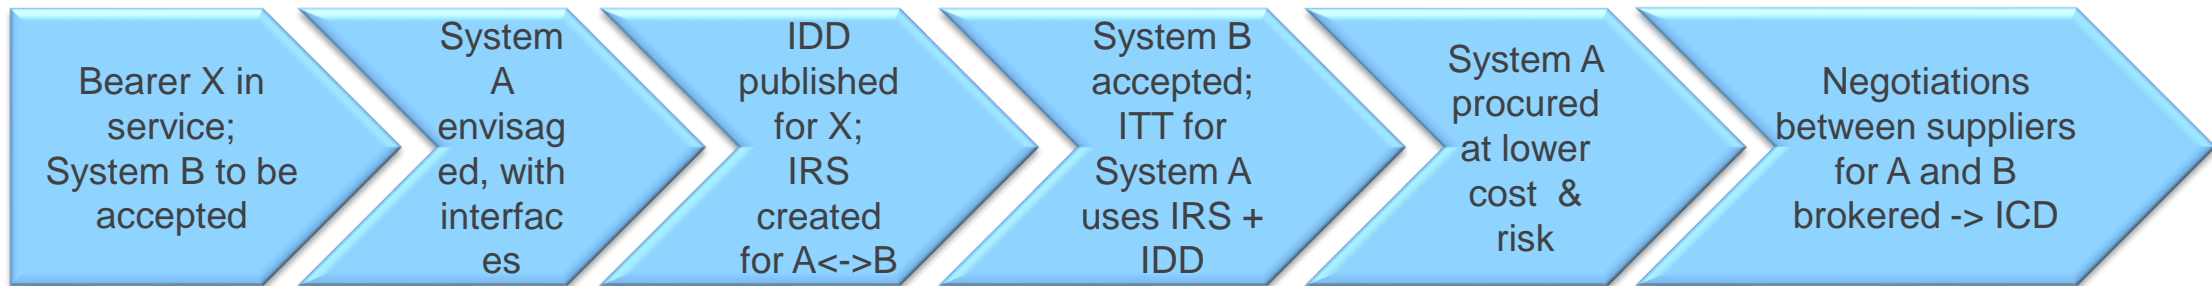 Bearer X in
service;
System B to be
accepted
System
A
envisag
ed, with
interfac
es
IDD
published
for X;
IRS
created
for A<->B
System B
accepted;
ITT for
System A
uses IRS +
IDD
System A
procured
at lower
cost & 
risk
Negotiations
between suppliers
for A and B
brokered -> ICD